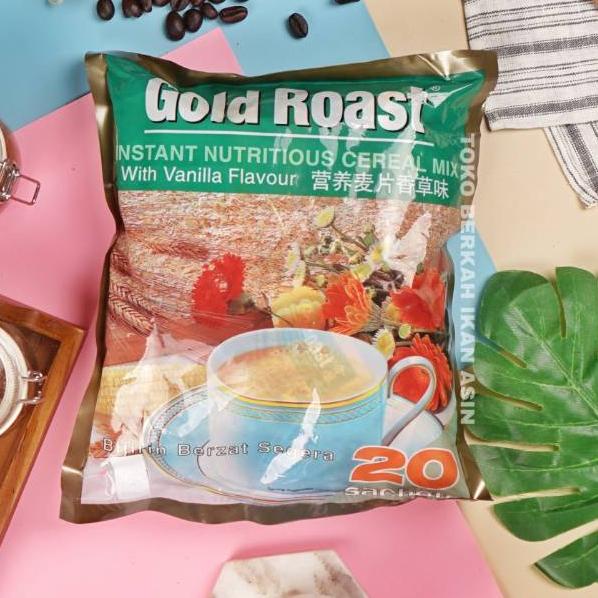 Gold Roast®
INSTANT NUTRITIOUS CEREAL MIX
With Vanilla Flavour 营养麦片香草味
Bijirin Berzat Segera
20
sachets
TOKO BERKAH IKAN ASIN